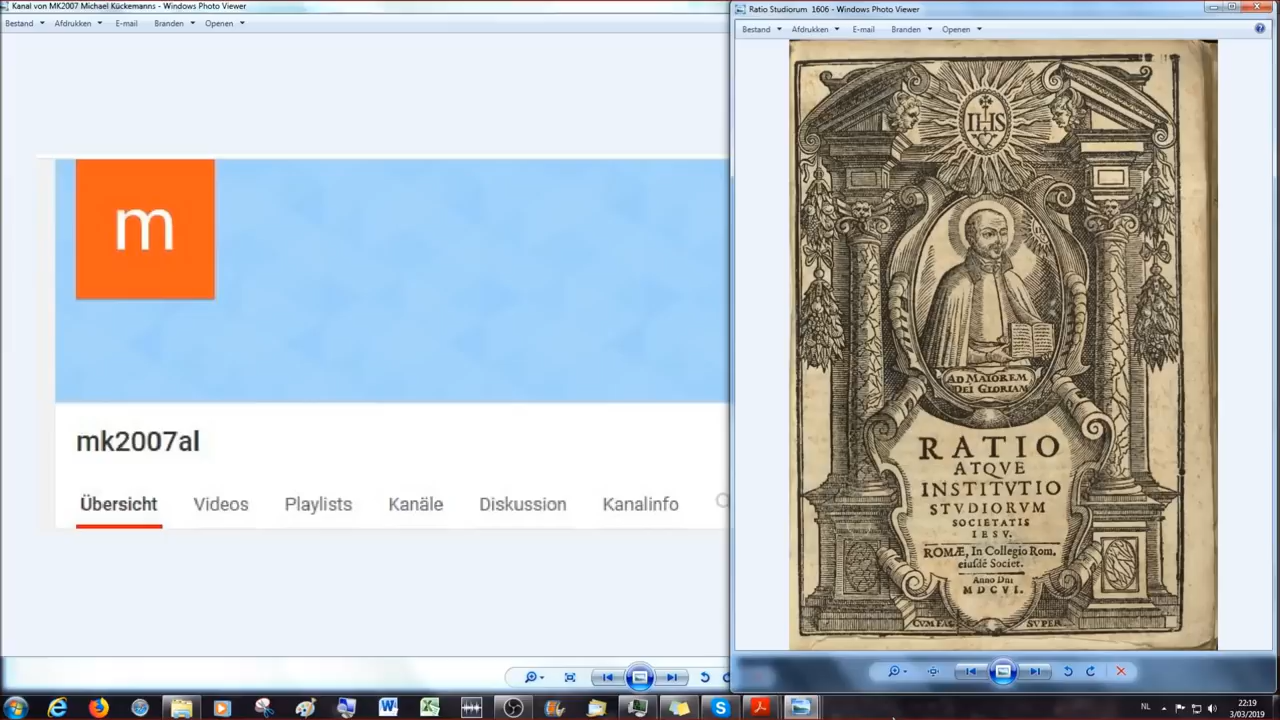 Kanal von MK2007 Michael Kückemanns - Windows Photo Viewer
Bestand Afdrukken E-mail Branden Openen
m
mk2007al
Übersicht Videos Playlists Kanäle Diskussion Kanalinfo
Ratio Studiorum 1606 - Windows Photo Viewer
Bestand Afdrukken E-mail Branden Openen
IHS
AD MAIOREM
DEI GLORIAM
RATIO
ATQVE
INSTITVTIO
STVDIORVM
SOCIETATIS
IESV.
ROMÆ, In Collegio Rom.
eiusdē Societ.
Anno Dni
MDCVI.
CVM FAC. SVPER.
NL
22:19
3/03/2019